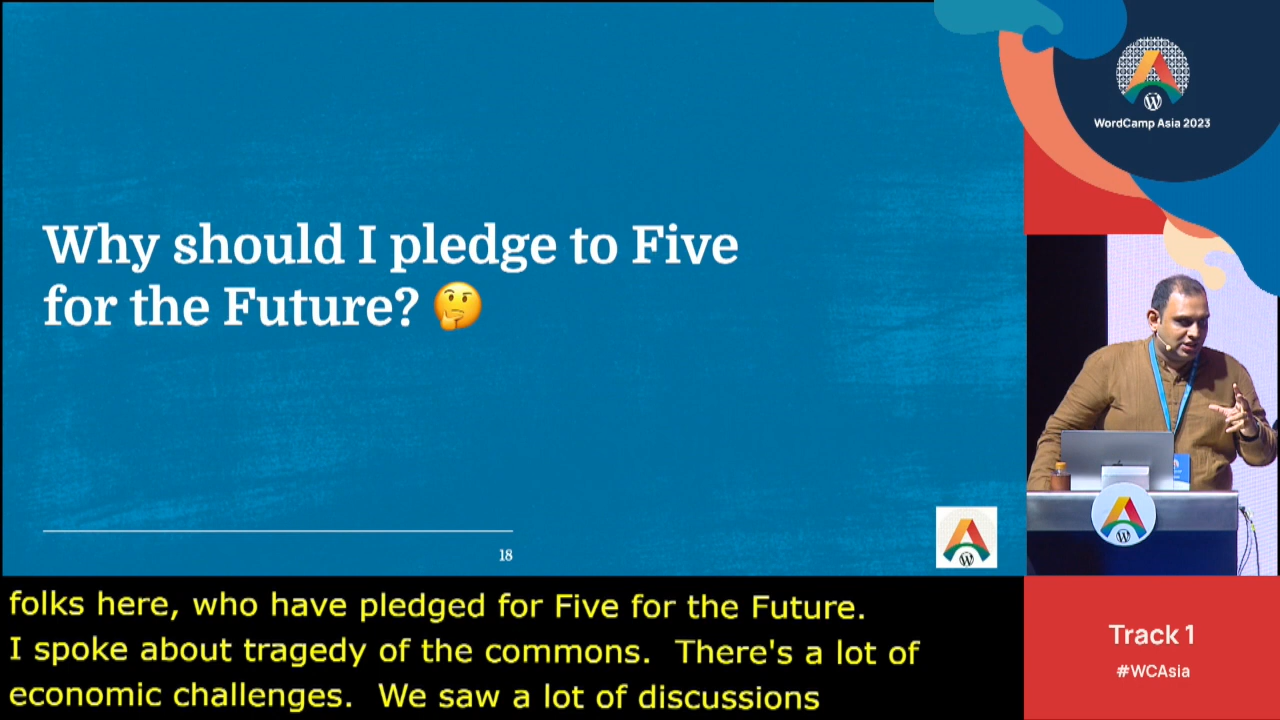 Why should I pledge to Five
for the Future? 🤔
18
WordCamp Asia 2023
Track 1
#WCAsia
folks here, who have pledged for Five for the Future.
I spoke about tragedy of the commons.  There's a lot of
economic challenges.  We saw a lot of discussions